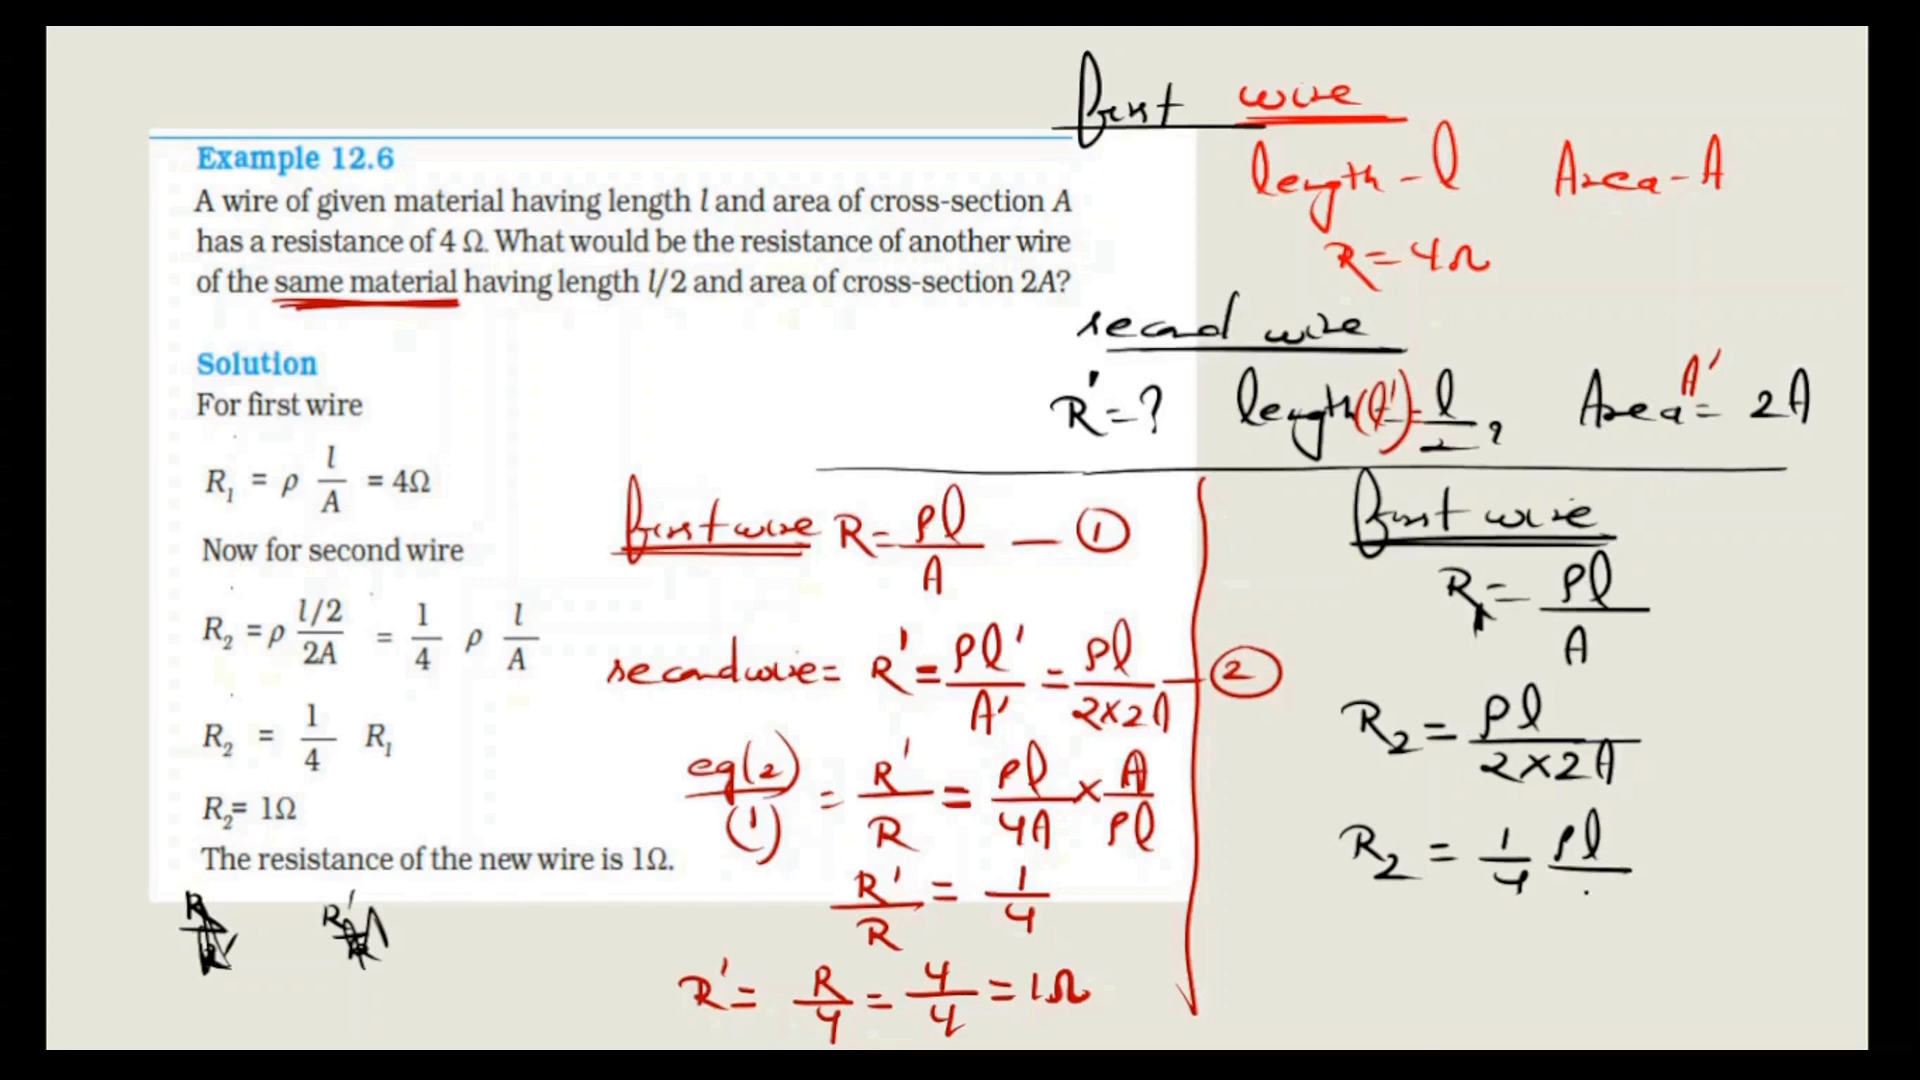 Example 12.6
A wire of given material having length l and area of cross-section A
has a resistance of 4 Ω. What would be the resistance of another wire
of the same material having length l/2 and area of cross-section 2A?
Solution
For first wire
R₁ = ρ l/A = 4Ω
Now for second wire
R₂ = ρ (l/2)/2A = 1/4 ρ l/A
R₂ = 1/4 R₁
R₂= 1Ω
The resistance of the new wire is 1Ω.
first wire
length - l Area - A
R = 4Ω
second wire
R' = ? length (l') = l/2, Area A' = 2A
first wire R = ρl/A — ①
second wire = R' = ρl'/A' = ρl/2×2A — ②
eq(2)/(1) = R'/R = ρl/4A × A/ρl
R'/R = 1/4
R' = R/4 = 4/4 = 1Ω
first wire
R₁ = ρl/A
R₂ = ρl/2×2A
R₂ = 1/4 ρl/